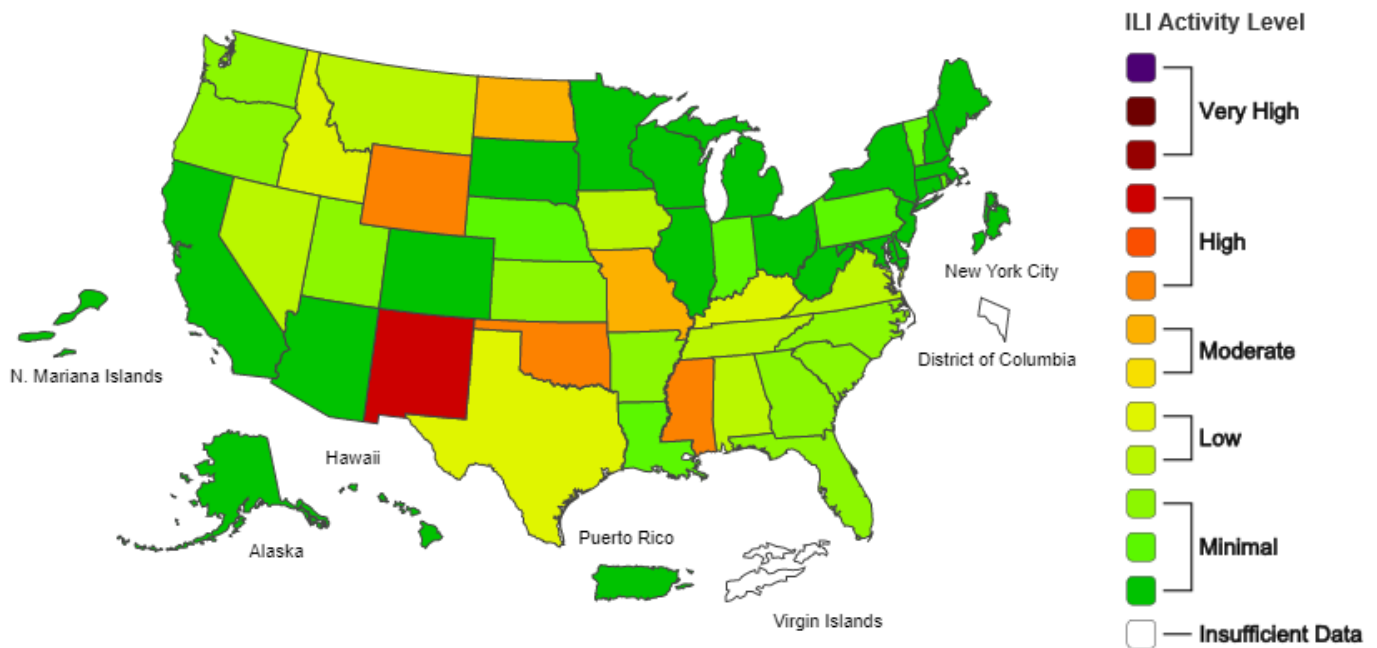 ILI Activity Level
Very High
High
Moderate
Low
Minimal
Insufficient Data
New York City
District of Columbia
N. Mariana Islands
Hawaii
Alaska
Puerto Rico
Virgin Islands